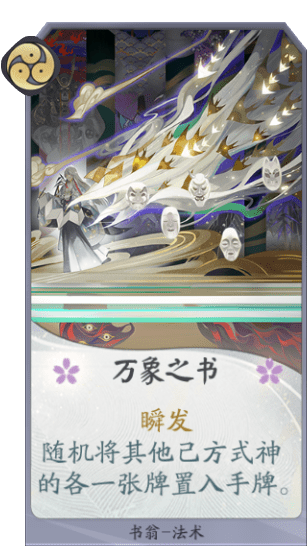 万象之书
瞬发
随机将其他己方式神
的各一张牌置入手牌。
书翁-法术